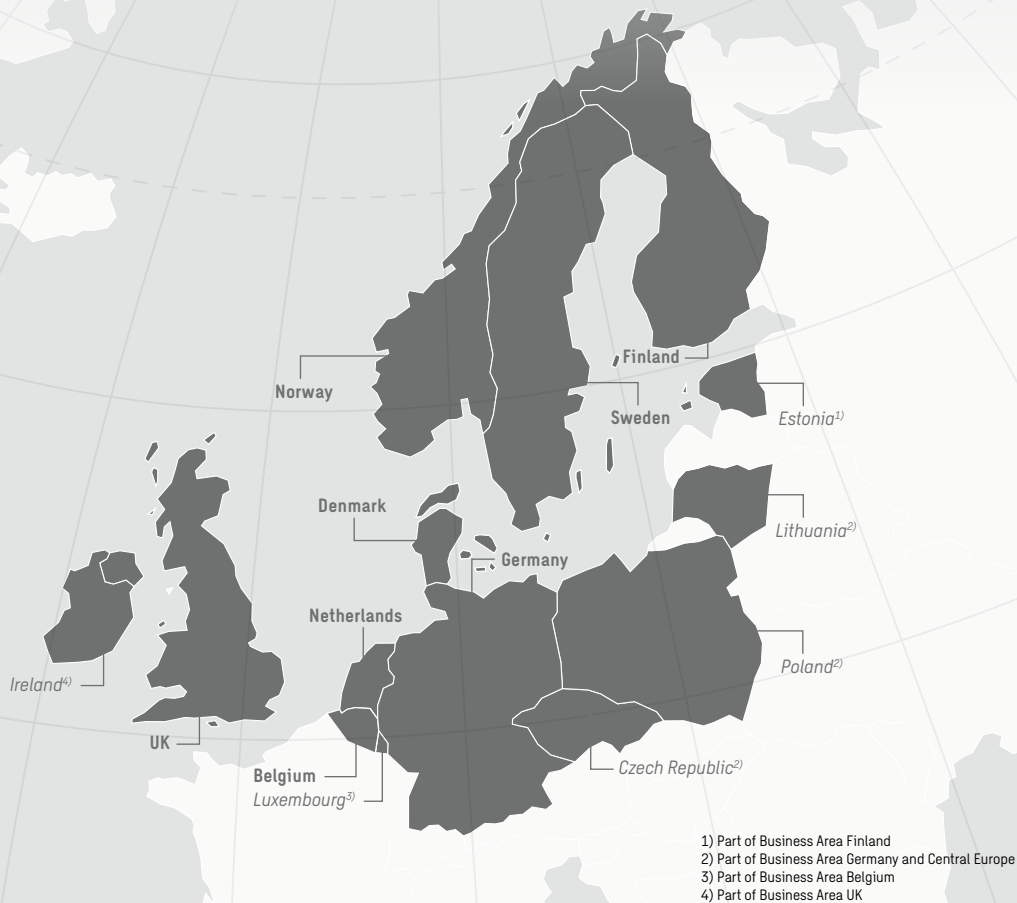 Norway
Finland
Sweden
Estonia1)
Denmark
Lithuania2)
Germany
Netherlands
Poland2)
Ireland4)
UK
Belgium
Luxembourg3)
Czech Republic2)
1) Part of Business Area Finland
2) Part of Business Area Germany and Central Europe
3) Part of Business Area Belgium
4) Part of Business Area UK